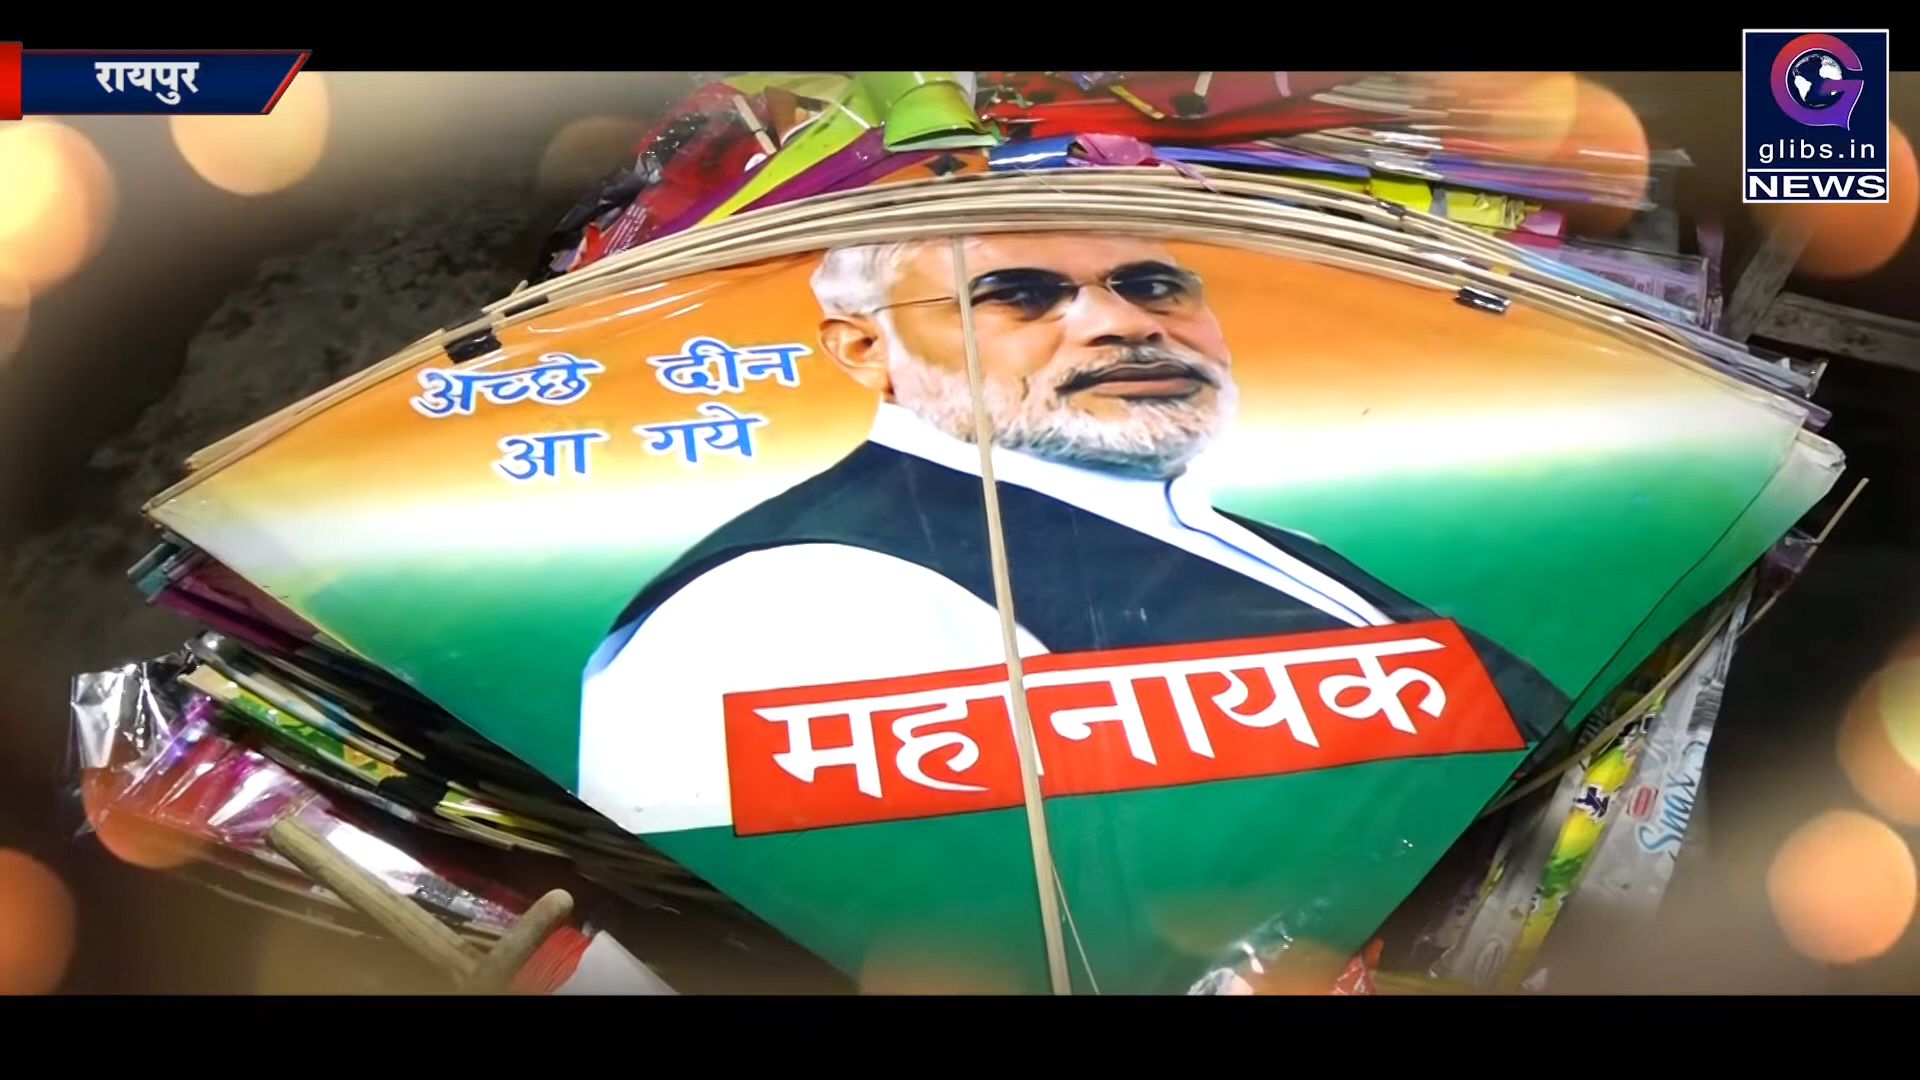 रायपुर
glibs.in
NEWS
अच्छे दीन
आ गये
महानायक